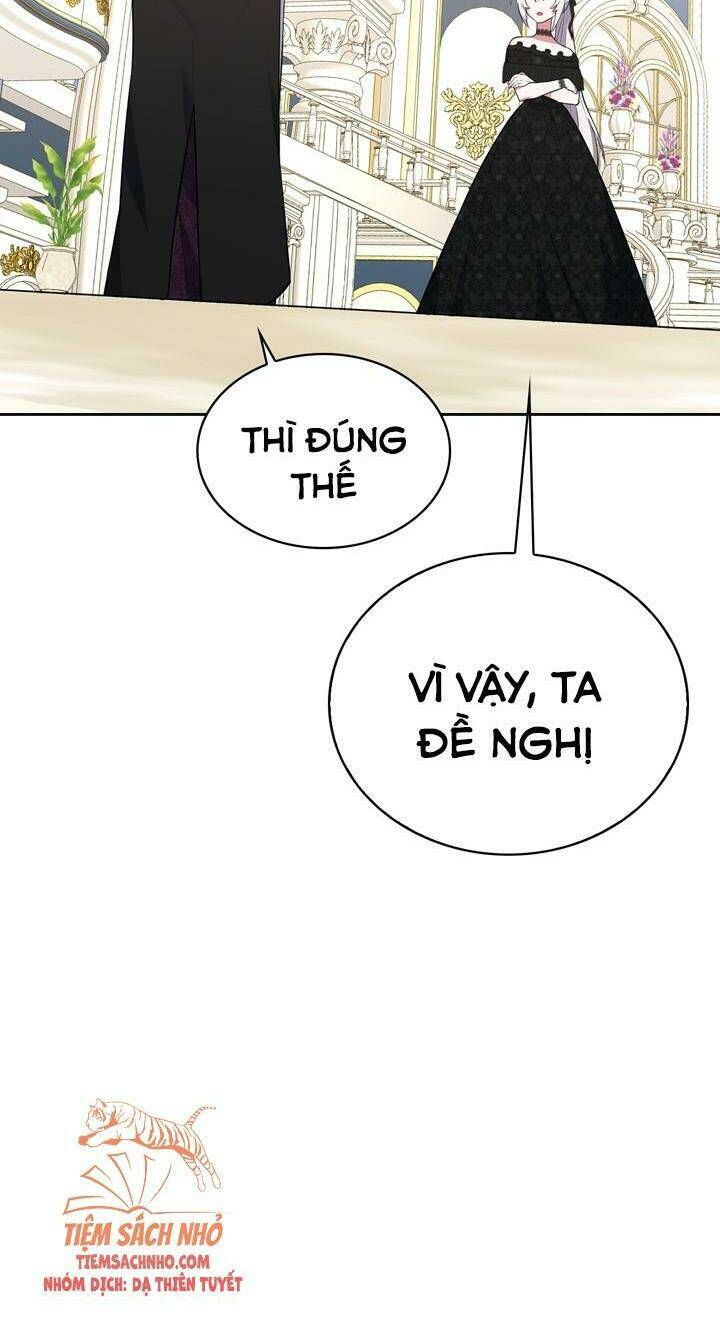 THÌ ĐÚNG
THẾ
VÌ VẬY, TA
ĐỀ NGHỊ
TIỆM SÁCH NHỎ
TIEMSACHNHO.COM
NHÓM DỊCH: DẠ THIÊN TUYẾT